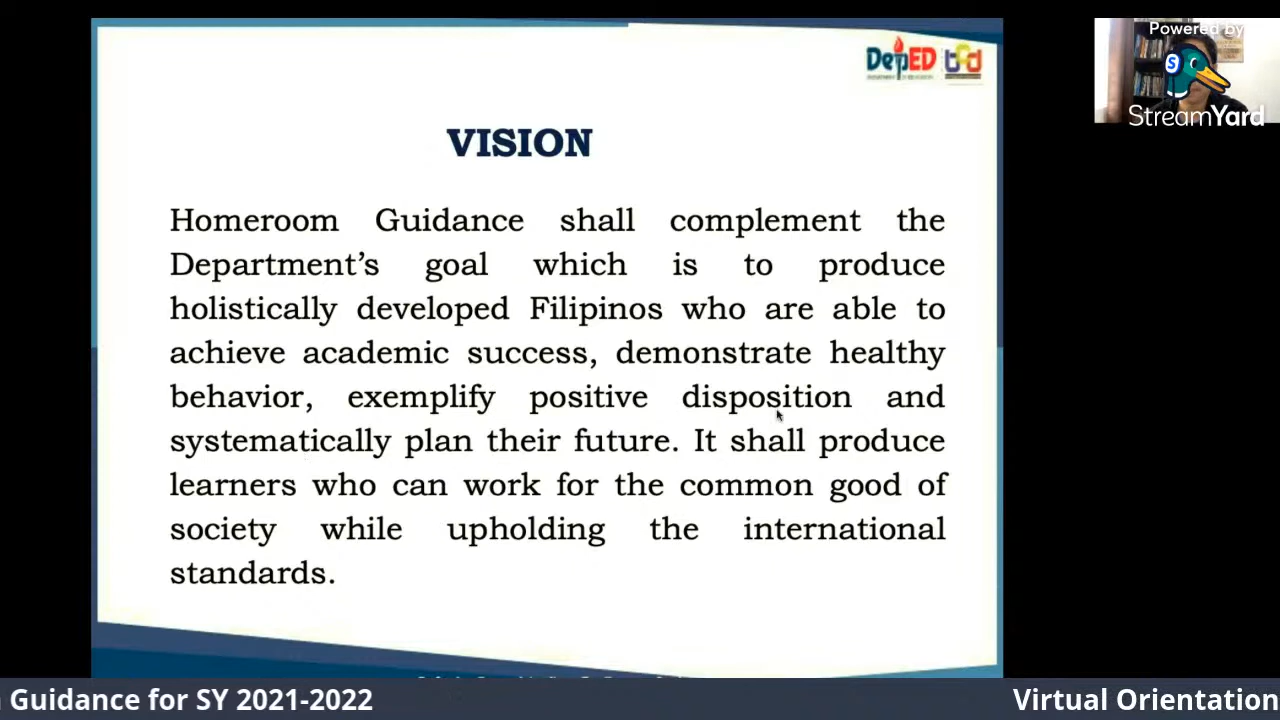 Powered by
StreamYard
DepED
VISION
Homeroom Guidance shall complement the
Department's goal which is to produce
holistically developed Filipinos who are able to
achieve academic success, demonstrate healthy
behavior, exemplify positive disposition and
systematically plan their future. It shall produce
learners who can work for the common good of
society while upholding the international
standards.
Guidance for SY 2021-2022
Virtual Orientation